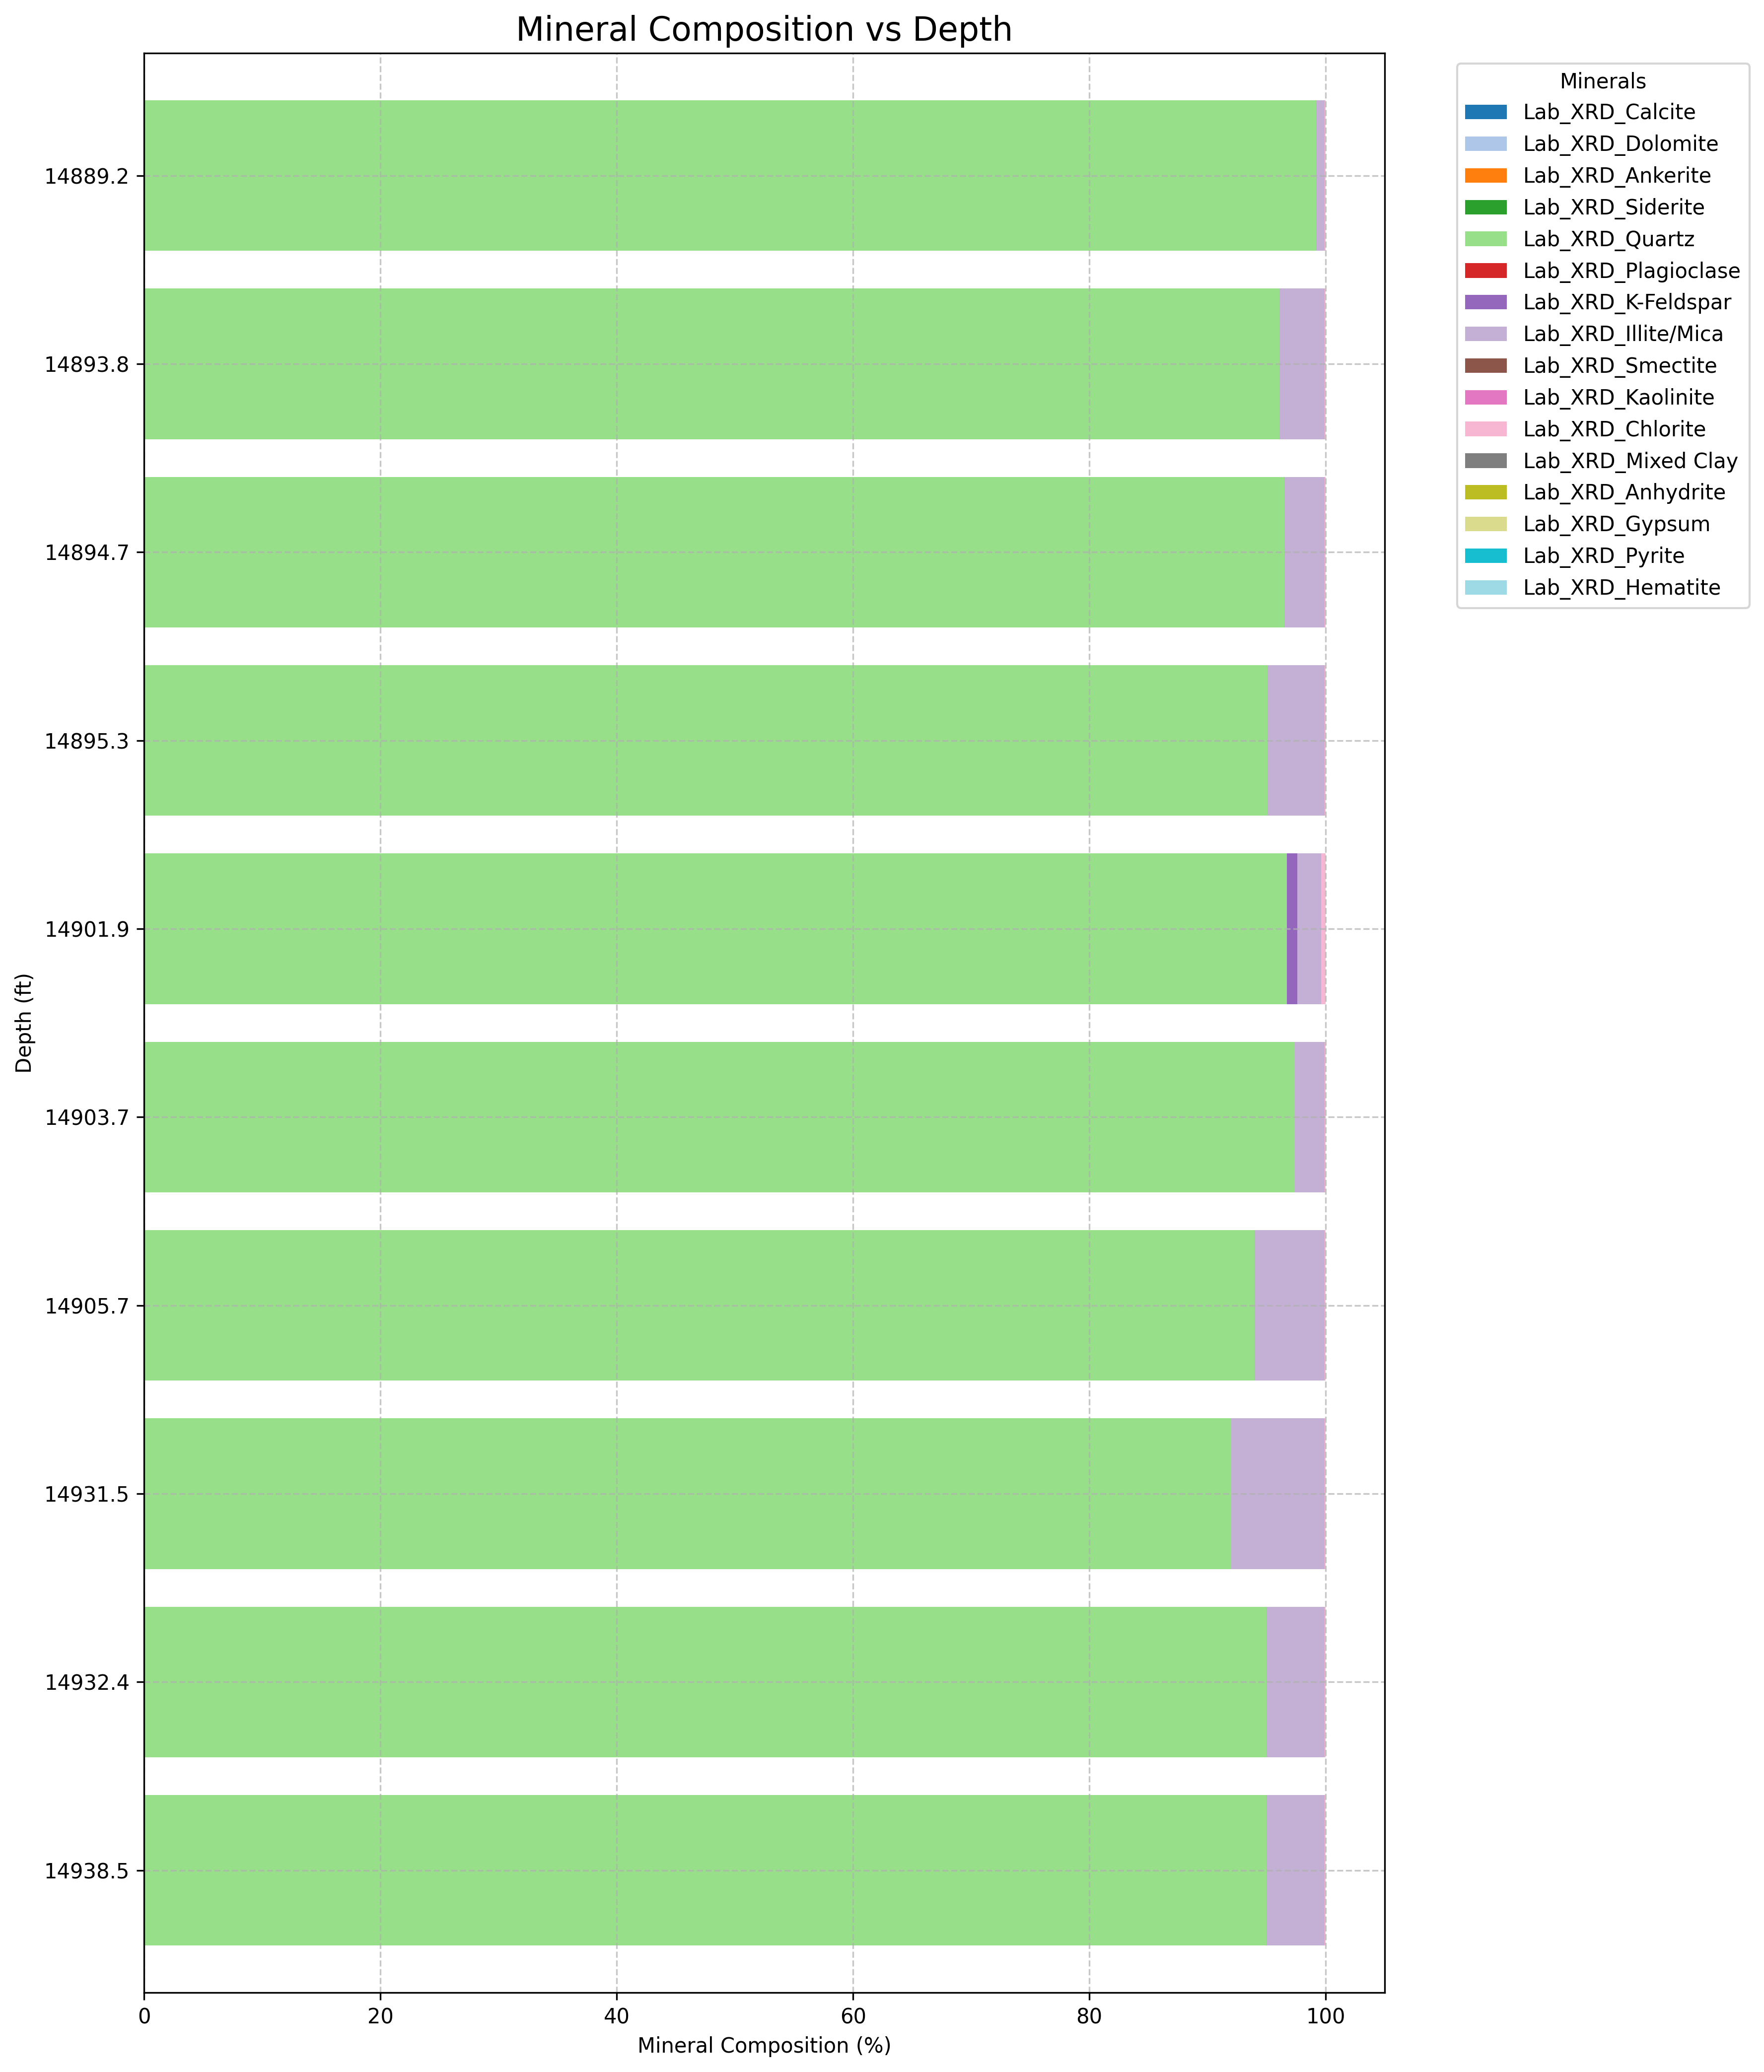 Mineral Composition vs Depth
Minerals
Lab_XRD_Calcite
Lab_XRD_Dolomite
Lab_XRD_Ankerite
Lab_XRD_Siderite
Lab_XRD_Quartz
Lab_XRD_Plagioclase
Lab_XRD_K-Feldspar
Lab_XRD_Illite/Mica
Lab_XRD_Smectite
Lab_XRD_Kaolinite
Lab_XRD_Chlorite
Lab_XRD_Mixed Clay
Lab_XRD_Anhydrite
Lab_XRD_Gypsum
Lab_XRD_Pyrite
Lab_XRD_Hematite
Depth (ft)
14889.2
14893.8
14894.7
14895.3
14901.9
14903.7
14905.7
14931.5
14932.4
14938.5
0 20 40 60 80 100
Mineral Composition (%)